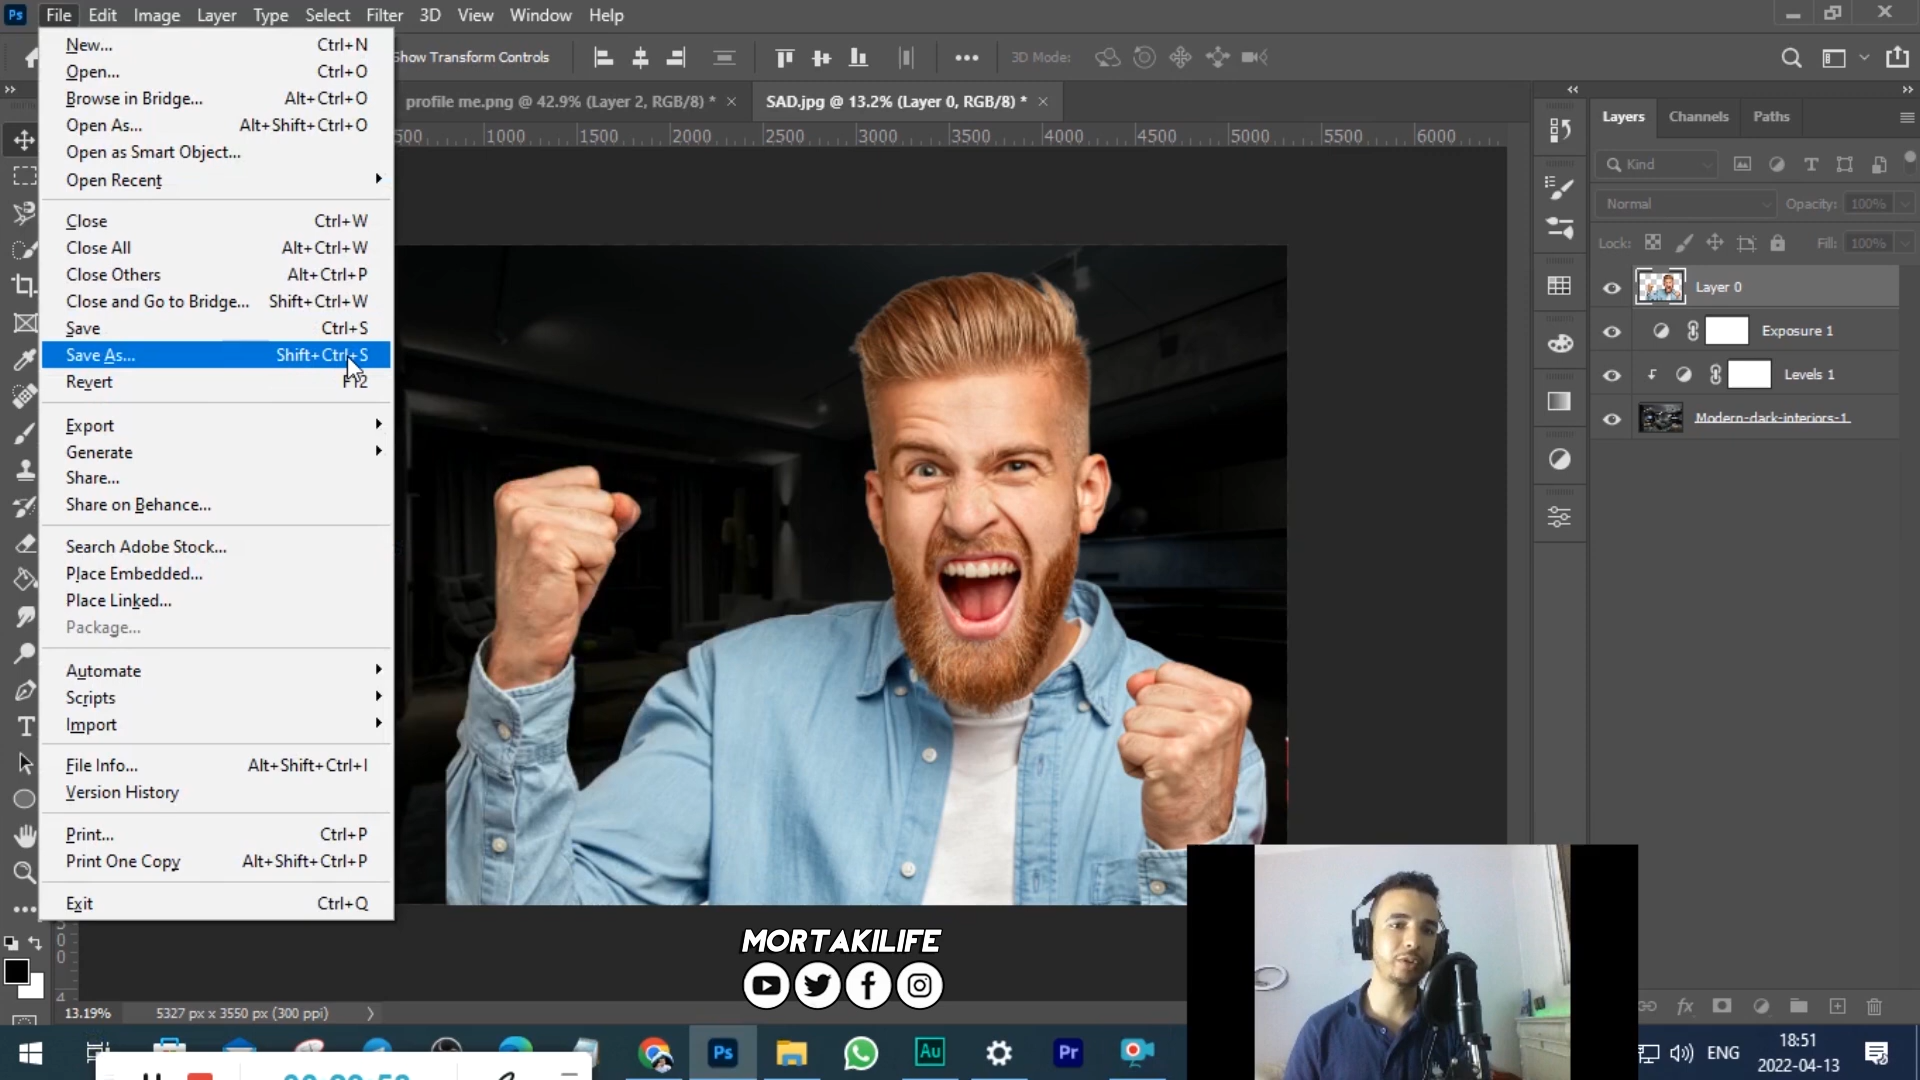 Ps File Edit Image Layer Type Select Filter 3D View Window Help
Show Transform Controls 3D Mode:
profile me.png @ 42.9% (Layer 2, RGB/8) * × SAD.jpg @ 13.2% (Layer 0, RGB/8) * ×
500 1000 1500 2000 2500 3000 3500 4000 4500 5000 5500 6000
New... Ctrl+N
Open... Ctrl+O
Browse in Bridge... Alt+Ctrl+O
Open As... Alt+Shift+Ctrl+O
Open as Smart Object...
Open Recent
Close Ctrl+W
Close All Alt+Ctrl+W
Close Others Alt+Ctrl+P
Close and Go to Bridge... Shift+Ctrl+W
Save Ctrl+S
Save As... Shift+Ctrl+S
Revert F12
Export
Generate
Share...
Share on Behance...
Search Adobe Stock...
Place Embedded...
Place Linked...
Package...
Automate
Scripts
Import
File Info... Alt+Shift+Ctrl+I
Version History
Print... Ctrl+P
Print One Copy Alt+Shift+Ctrl+P
Exit Ctrl+Q
Layers Channels Paths
Kind
Normal Opacity: 100%
Lock: Fill: 100%
Layer 0
Exposure 1
Levels 1
Modern-dark-interiors-1
MORTAKILIFE
13.19% 5327 px x 3550 px (300 ppi)
Ps Au Pr
ENG 18:51
2022-04-13